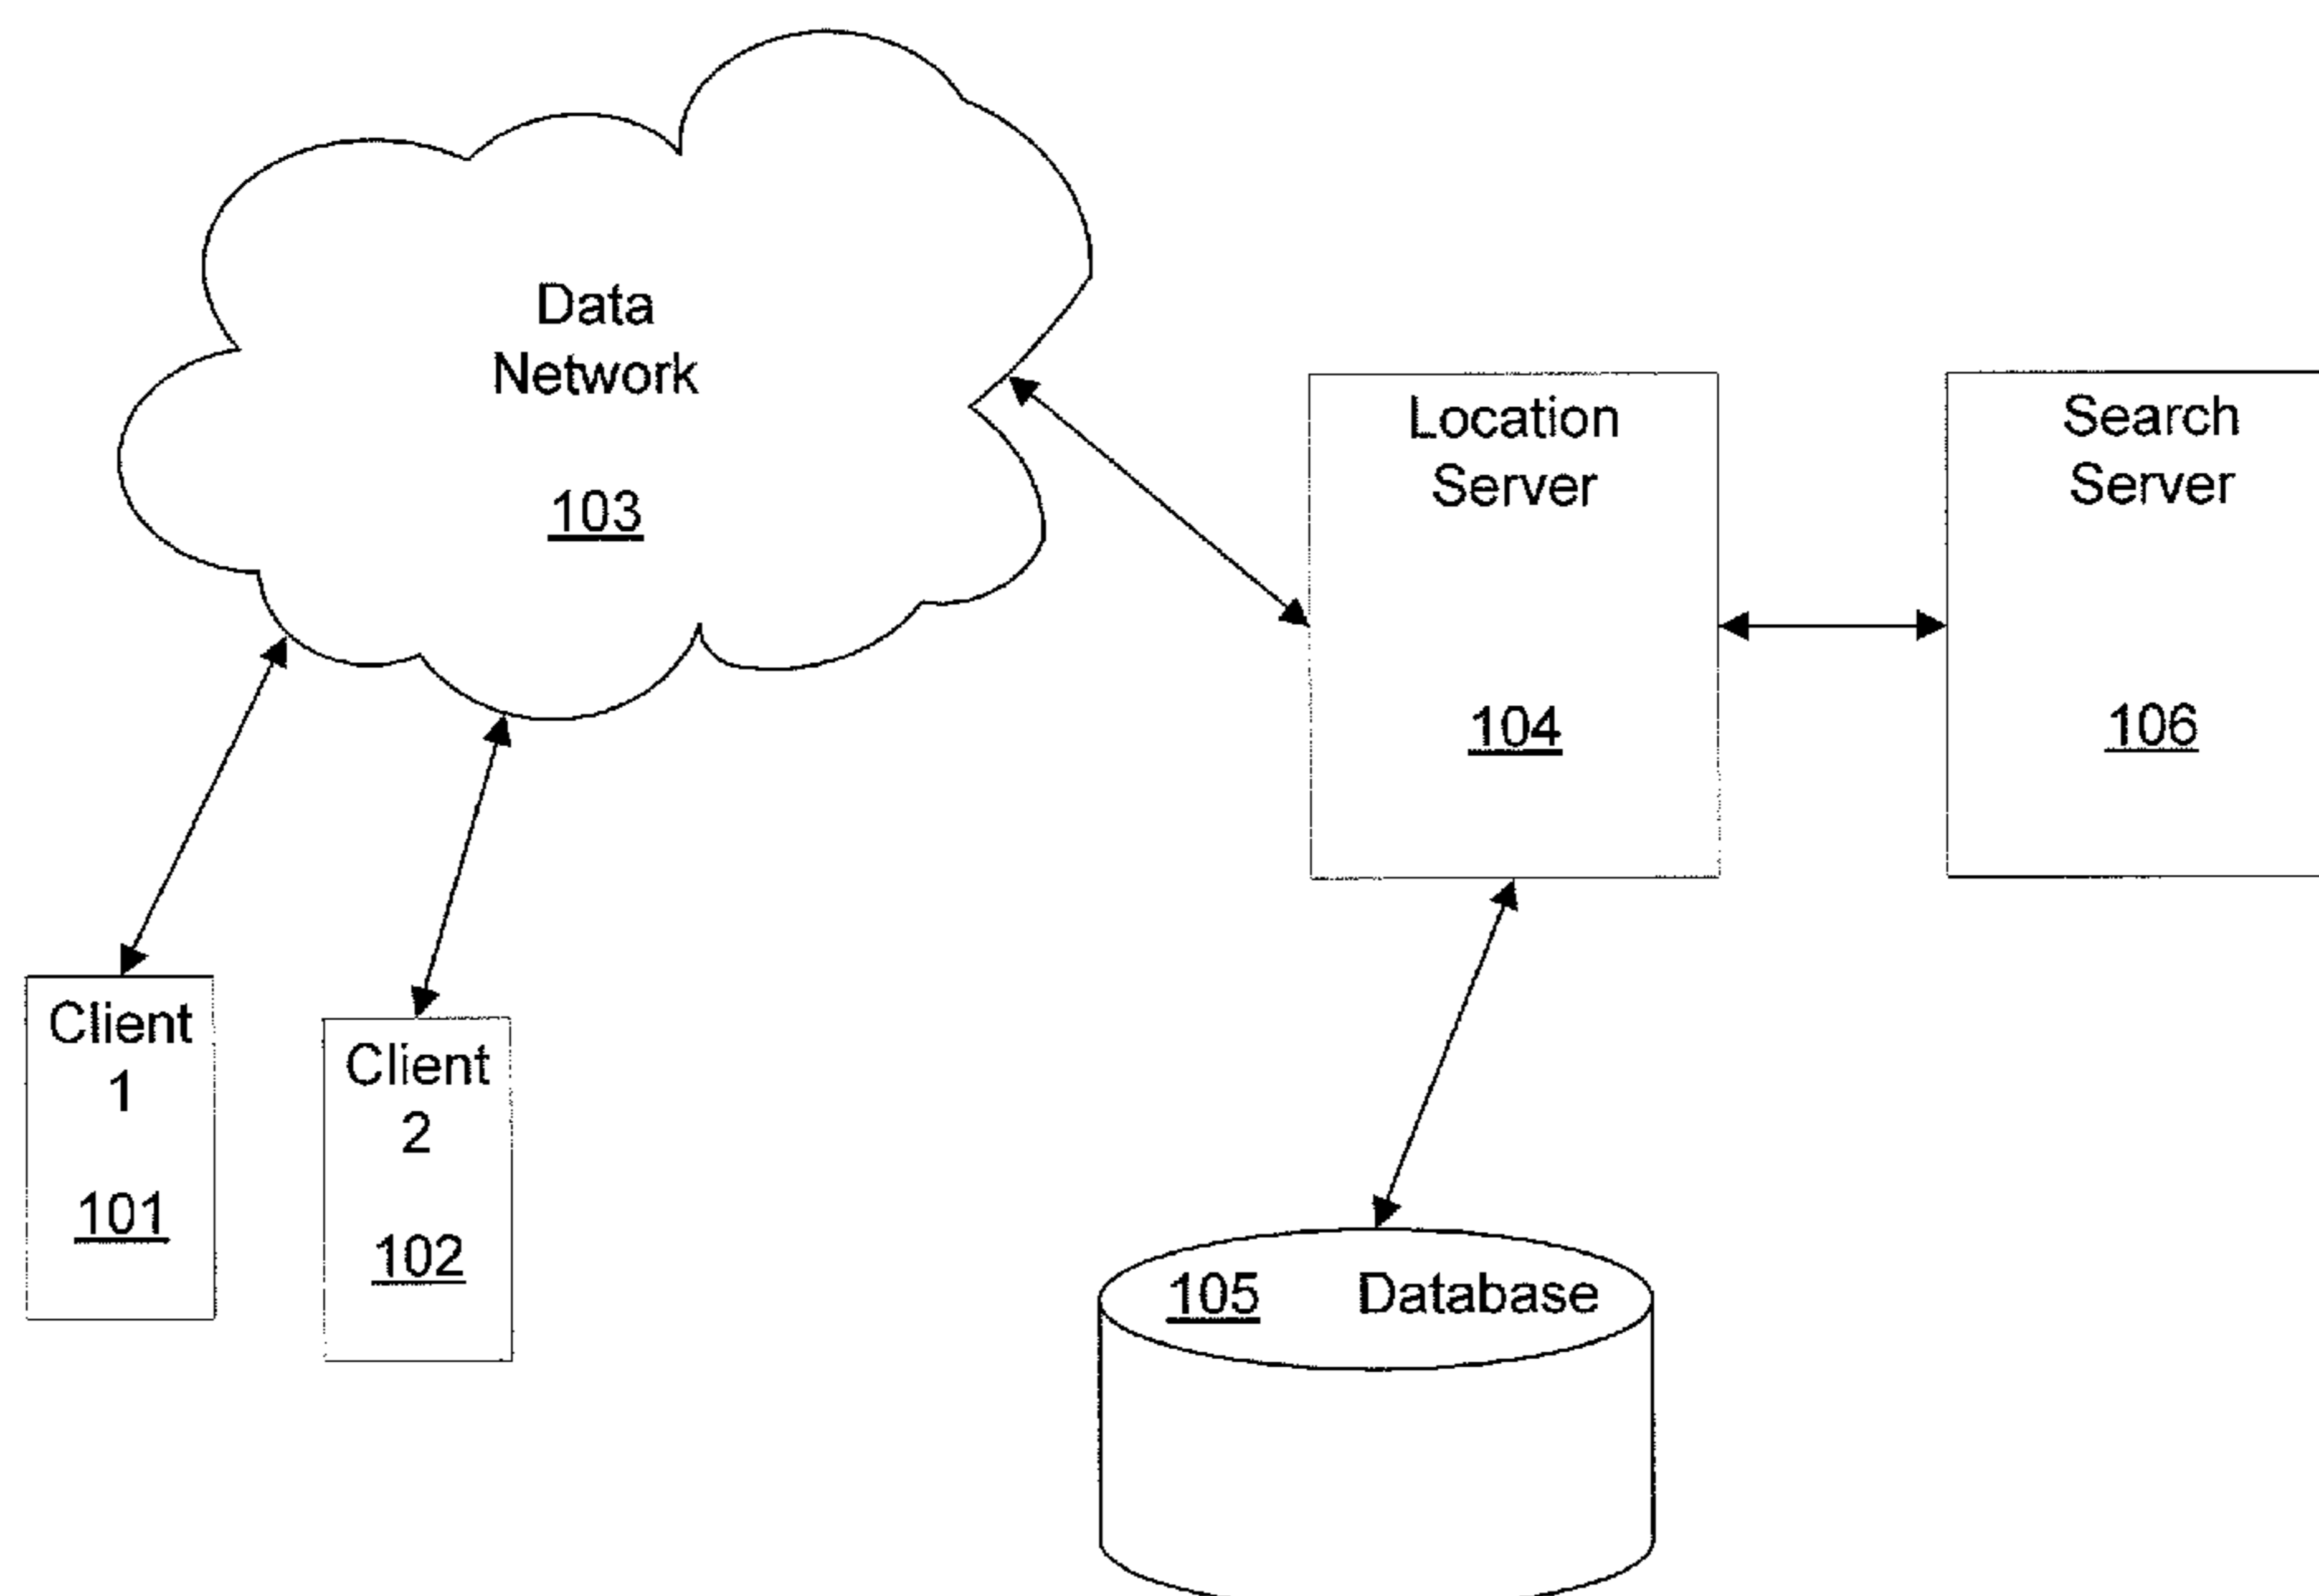 Data
Network
103
Location
Server
104
Search
Server
106
Client
1
101
Client
2
102
105 Database